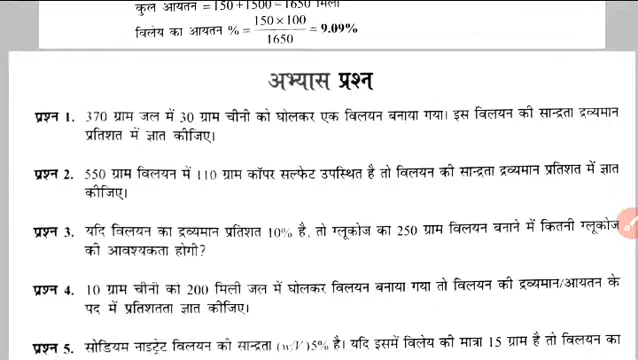 कुल आयतन = 150 + 1500 = 1650 मिली
विलेय का आयतन % = 150 × 100 / 1650 = 9.09%
अभ्यास प्रश्न
प्रश्न 1. 370 ग्राम जल में 30 ग्राम चीनी को घोलकर एक विलयन बनाया गया। इस विलयन की सान्द्रता द्रव्यमान
प्रतिशत में ज्ञात कीजिए।
प्रश्न 2. 550 ग्राम विलयन में 110 ग्राम कॉपर सल्फेट उपस्थित है तो विलयन की सान्द्रता द्रव्यमान प्रतिशत में ज्ञात
कीजिए।
प्रश्न 3. यदि विलयन का द्रव्यमान प्रतिशत 10% है, तो ग्लूकोज का 250 ग्राम विलयन बनाने में कितनी ग्लूकोज
की आवश्यकता होगी?
प्रश्न 4. 10 ग्राम चीनी को 200 मिली जल में घोलकर विलयन बनाया गया तो विलयन की द्रव्यमान/आयतन के
पद में प्रतिशतता ज्ञात कीजिए।
प्रश्न 5. सोडियम नाइट्रेट विलयन की सान्द्रता (w/V) 5% है। यदि इसमें विलेय की मात्रा 15 ग्राम है तो विलयन का